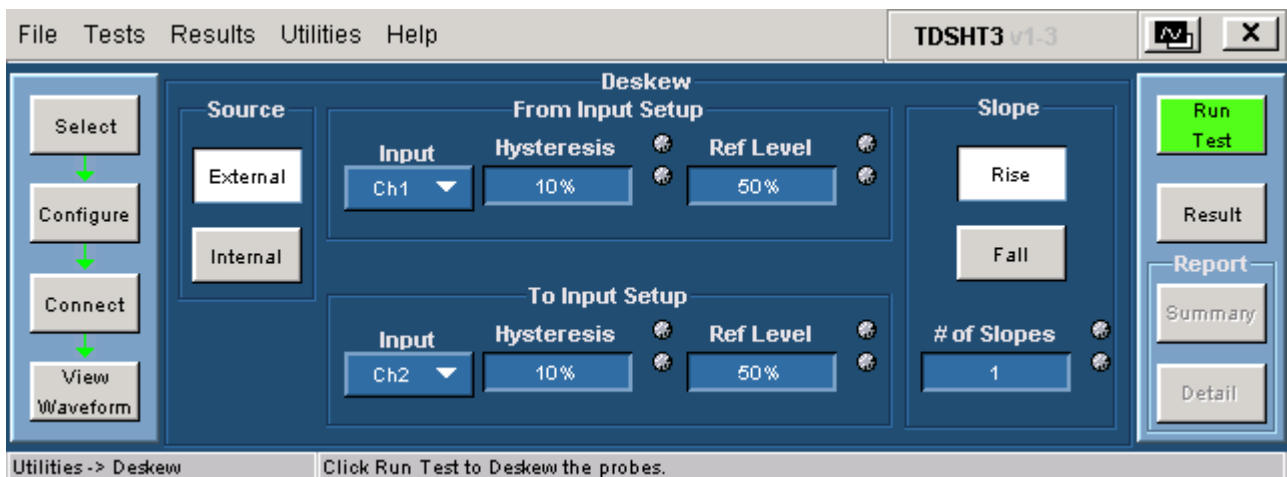 File Tests Results Utilities Help
TDSHT3 v1-3
Select
Configure
Connect
View
Waveform
Deskew
Source
External
Internal
From Input Setup
Input
Ch1
Hysteresis
10%
Ref Level
50%
To Input Setup
Input
Ch2
Hysteresis
10%
Ref Level
50%
Slope
Rise
Fall
# of Slopes
1
Run
Test
Result
Report
Summary
Detail
Utilities -> Deskew
Click Run Test to Deskew the probes.